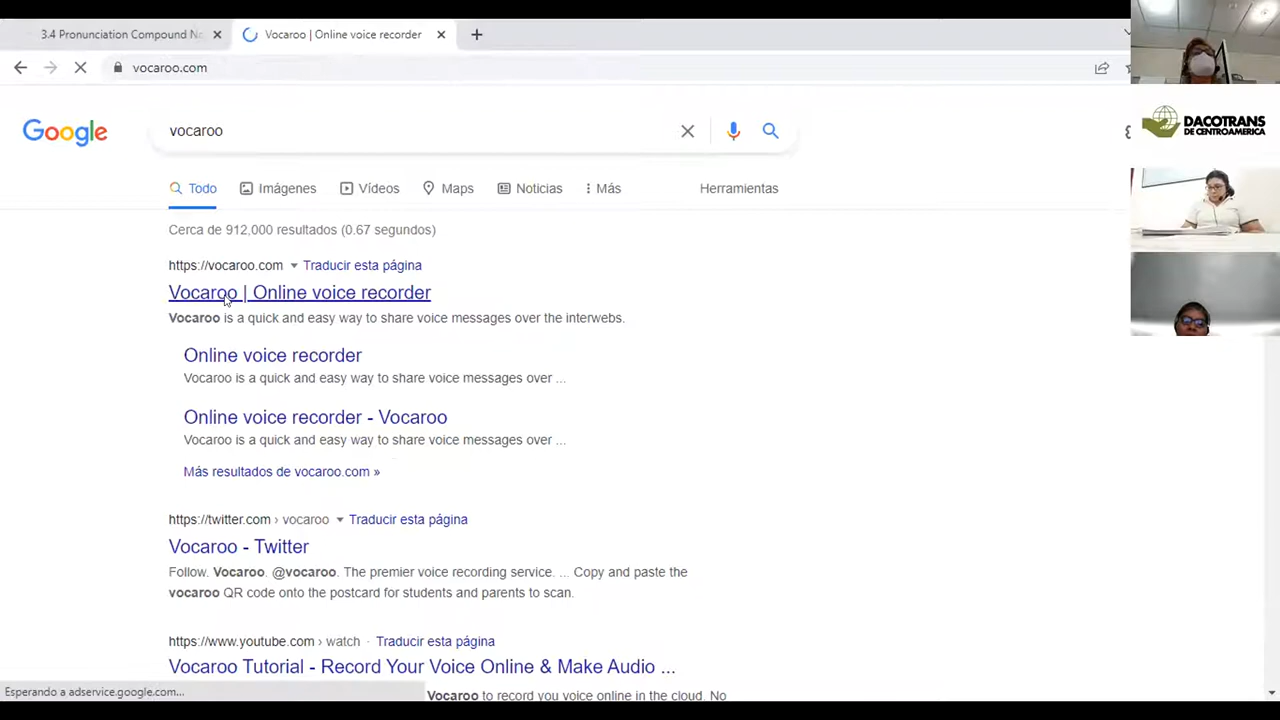 3.4 Pronunciation Compound No
Vocaroo | Online voice recorder
vocaroo.com
Google
vocaroo
Todo
Imágenes
Vídeos
Maps
Noticias
Más
Herramientas
Cerca de 912,000 resultados (0.67 segundos)
https://vocaroo.com Traducir esta página
Vocaroo | Online voice recorder
Vocaroo is a quick and easy way to share voice messages over the interwebs.
Online voice recorder
Vocaroo is a quick and easy way to share voice messages over ...
Online voice recorder - Vocaroo
Vocaroo is a quick and easy way to share voice messages over ...
Más resultados de vocaroo.com »
https://twitter.com › vocaroo Traducir esta página
Vocaroo - Twitter
Follow. Vocaroo. @vocaroo. The premier voice recording service. ... Copy and paste the
vocaroo QR code onto the postcard for students and parents to scan.
https://www.youtube.com › watch · Traducir esta página
Vocaroo Tutorial - Record Your Voice Online & Make Audio ...
Vocaroo to record you voice online in the cloud. No
Esperando a adservice.google.com...
DACOTRANS
DE CENTROAMERICA